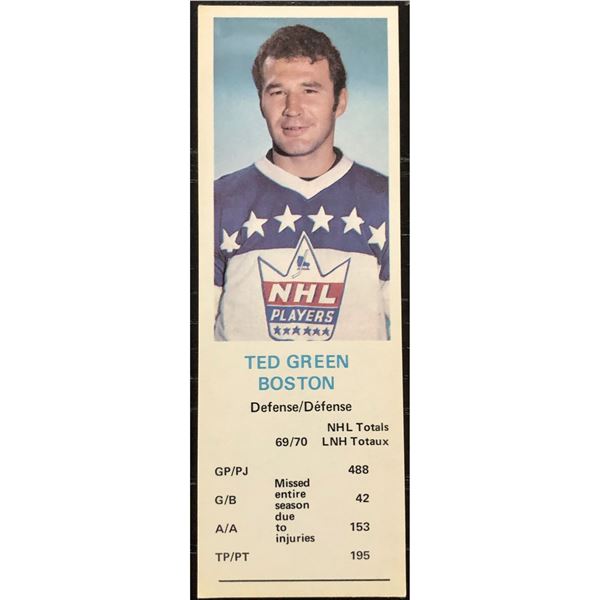 NHL
PLAYERS
TED GREEN
BOSTON
Defense/Défense
NHL Totals
69/70 LNH Totaux
GP/PJ 488
Missed
G/B entire 42
season
due
A/A to 153
injuries
TP/PT 195